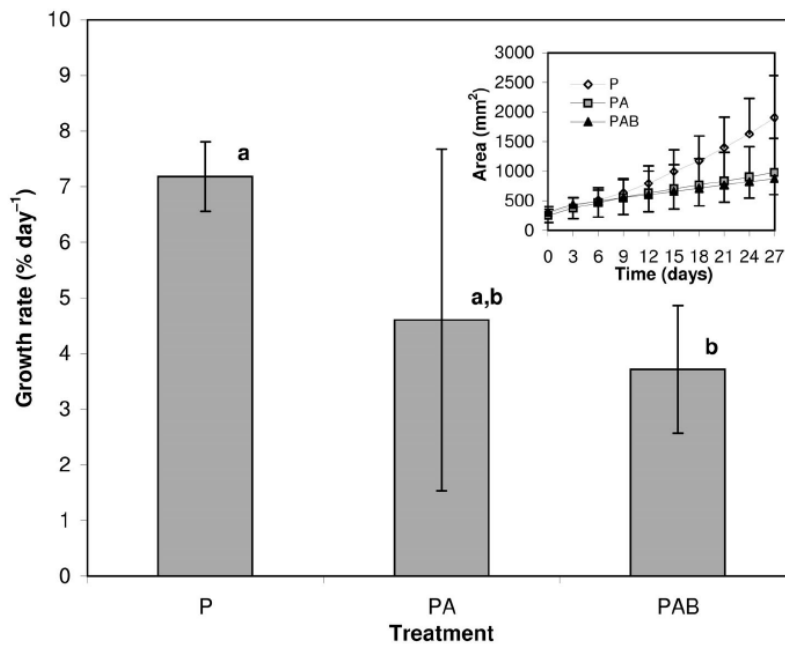 10
9
8
7
6
5
4
3
2
1
0
Growth rate (% day⁻¹)
a
a,b
b
P
PA
PAB
Treatment
3000
2500
2000
1500
1000
500
0
Area (mm²)
P
PA
PAB
0 3 6 9 12 15 18 21 24 27
Time (days)